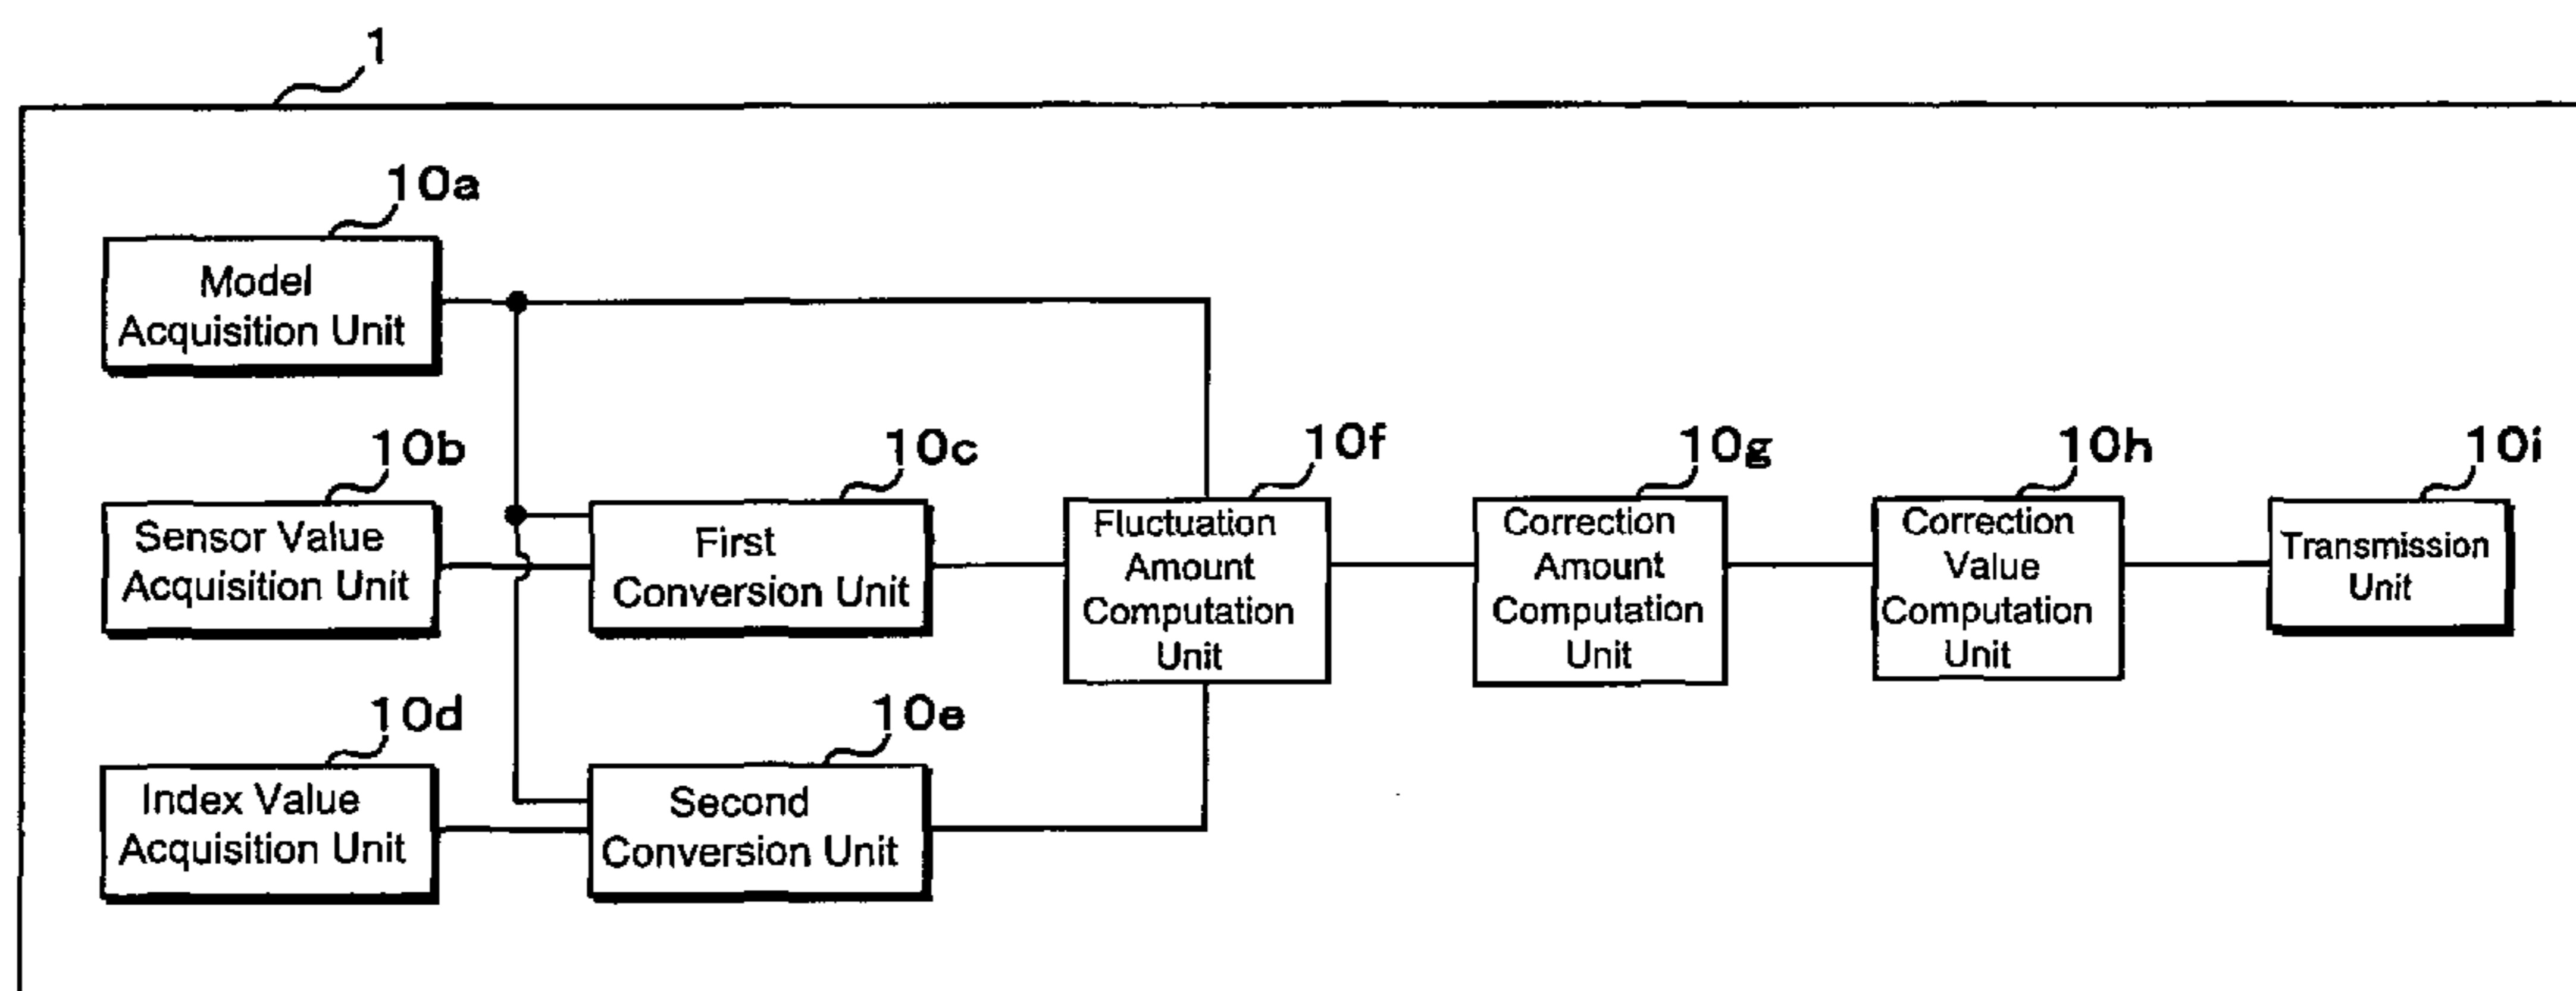 1
10a
Model
Acquisition Unit
10b
Sensor Value
Acquisition Unit
10c
First
Conversion Unit
10d
Index Value
Acquisition Unit
10e
Second
Conversion Unit
10f
Fluctuation
Amount
Computation
Unit
10g
Correction
Amount
Computation
Unit
10h
Correction
Value
Computation
Unit
10i
Transmission
Unit